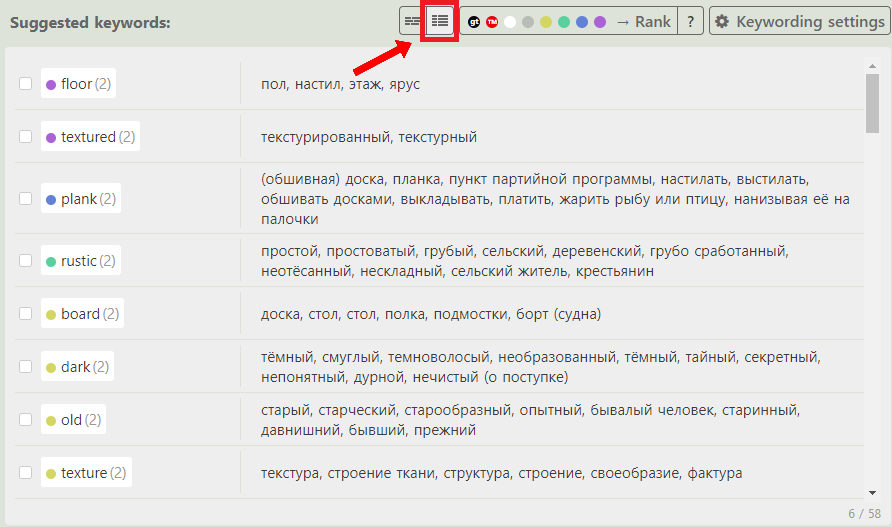 Suggested keywords:
gt TM → Rank ? Keywording settings
floor (2) пол, настил, этаж, ярус
textured (2) текстурированный, текстурный
plank (2) (обшивная) доска, планка, пункт партийной программы, настилать, выстилать,
обшивать досками, выкладывать, платить, жарить рыбу или птицу, нанизывая её на
палочки
rustic (2) простой, простоватый, грубый, сельский, деревенский, грубо сработанный,
неотёсанный, нескладный, сельский житель, крестьянин
board (2) доска, стол, стол, полка, подмостки, борт (судна)
dark (2) тёмный, смуглый, темноволосый, необразованный, тёмный, тайный, секретный,
непонятный, дурной, нечистый (о поступке)
old (2) старый, старческий, старообразный, опытный, бывалый человек, старинный,
давнишний, бывший, прежний
texture (2) текстура, строение ткани, структура, строение, своеобразие, фактура
6 / 58